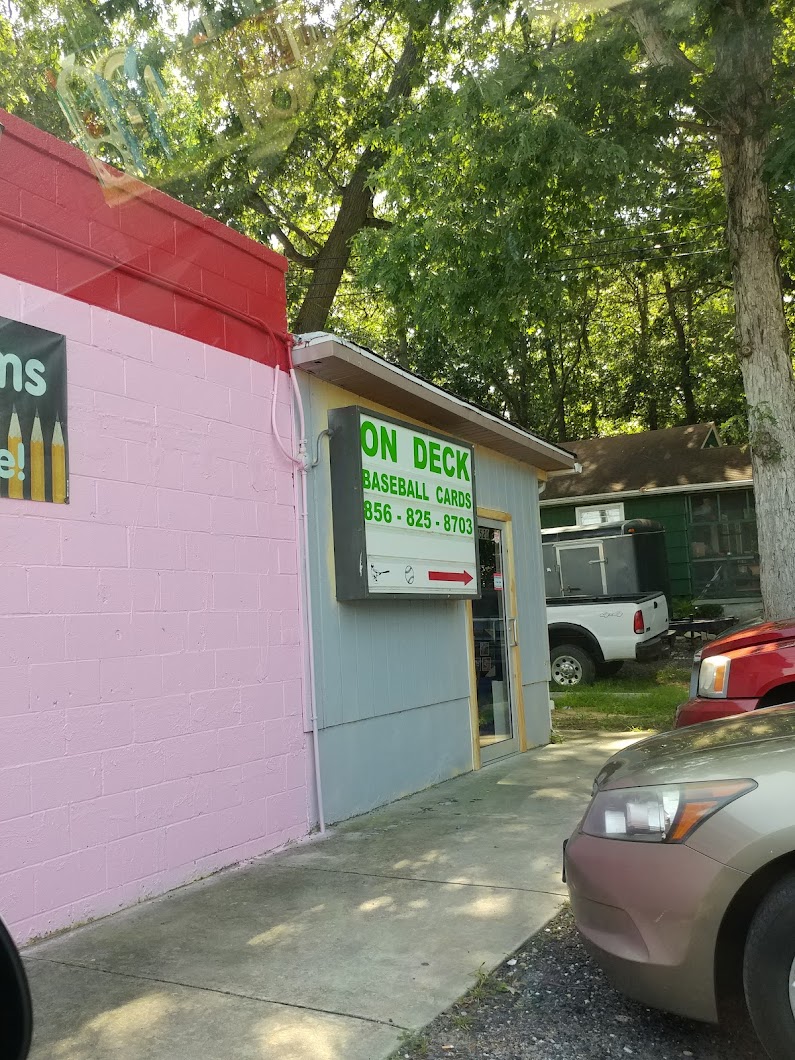 ms
e!
ON DECK
BASEBALL CARDS
856 - 825 - 8703